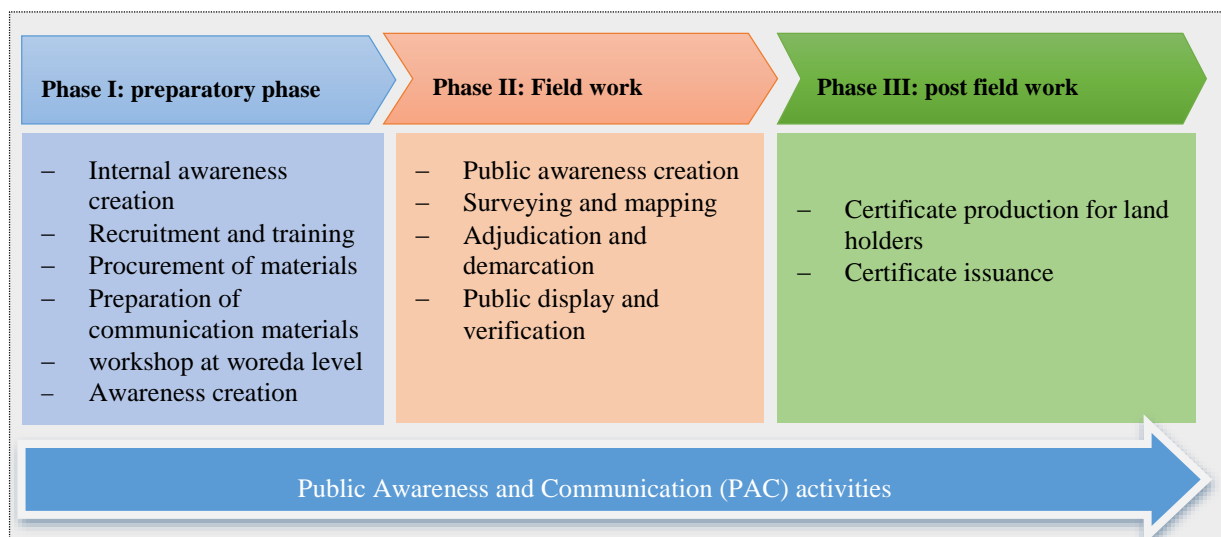 Phase I: preparatory phase
– Internal awareness
creation
– Recruitment and training
– Procurement of materials
– Preparation of
communication materials
– workshop at woreda level
– Awareness creation
Phase II: Field work
– Public awareness creation
– Surveying and mapping
– Adjudication and
demarcation
– Public display and
verification
Phase III: post field work
– Certificate production for land
holders
– Certificate issuance
Public Awareness and Communication (PAC) activities